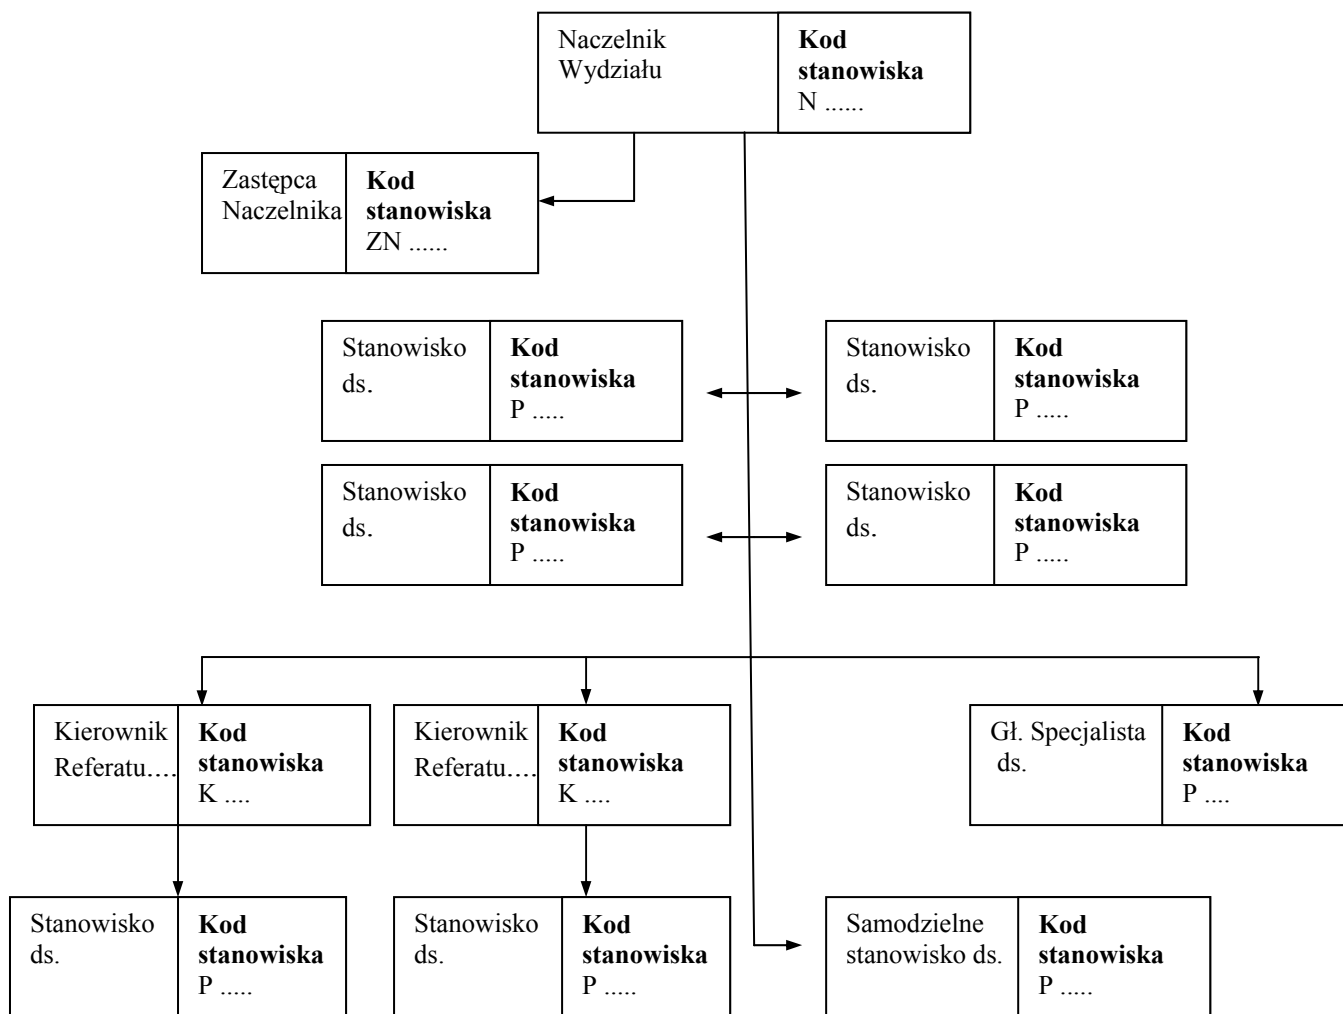 Naczelnik
Wydziału
Kod
stanowiska
N ......
Zastępca
Naczelnika
Kod
stanowiska
ZN ......
Stanowisko
ds.
Kod
stanowiska
P .....
Stanowisko
ds.
Kod
stanowiska
P .....
Stanowisko
ds.
Kod
stanowiska
P .....
Stanowisko
ds.
Kod
stanowiska
P .....
Kierownik
Referatu....
Kod
stanowiska
K ....
Kierownik
Referatu....
Kod
stanowiska
K ....
Gł. Specjalista
ds.
Kod
stanowiska
P ....
Stanowisko
ds.
Kod
stanowiska
P .....
Stanowisko
ds.
Kod
stanowiska
P .....
Samodzielne
stanowisko ds.
Kod
stanowiska
P .....